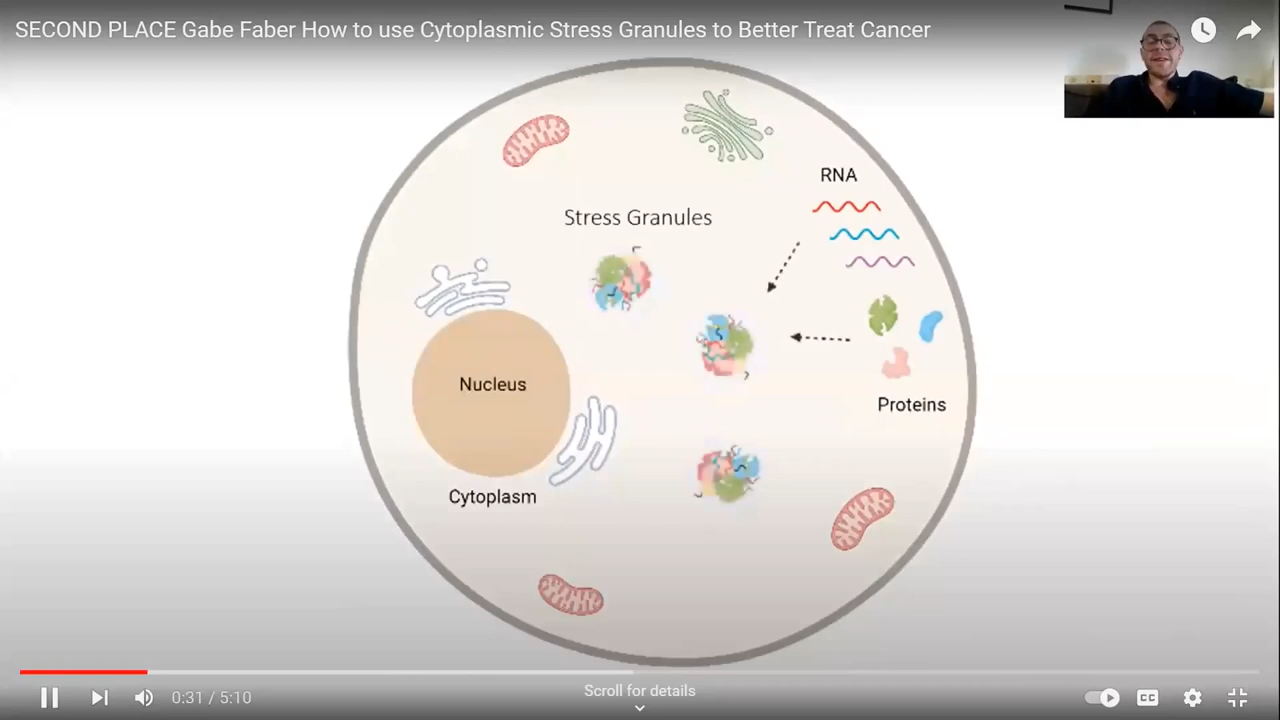 SECOND PLACE Gabe Faber How to use Cytoplasmic Stress Granules to Better Treat Cancer
RNA
Stress Granules
Nucleus
Proteins
Cytoplasm
Scroll for details
0:31 / 5:10
CC